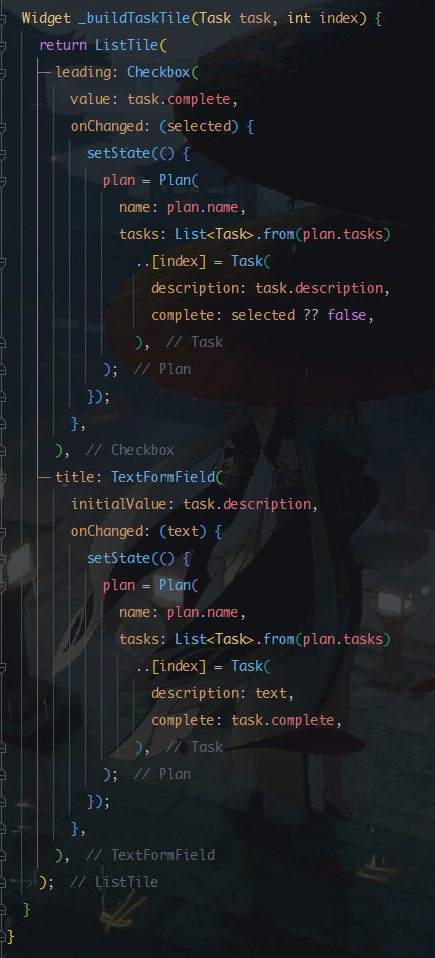 Widget _buildTaskTile(Task task, int index) {
return ListTile(
leading: Checkbox(
value: task.complete,
onChanged: (selected) {
setState(() {
plan = Plan(
name: plan.name,
tasks: List<Task>.from(plan.tasks)
..[index] = Task(
description: task.description,
complete: selected ?? false,
), // Task
); // Plan
});
},
), // Checkbox
title: TextFormField(
initialValue: task.description,
onChanged: (text) {
setState(() {
plan = Plan(
name: plan.name,
tasks: List<Task>.from(plan.tasks)
..[index] = Task(
description: text,
complete: task.complete,
), // Task
); // Plan
});
},
), // TextFormField
); // ListTile
}
}